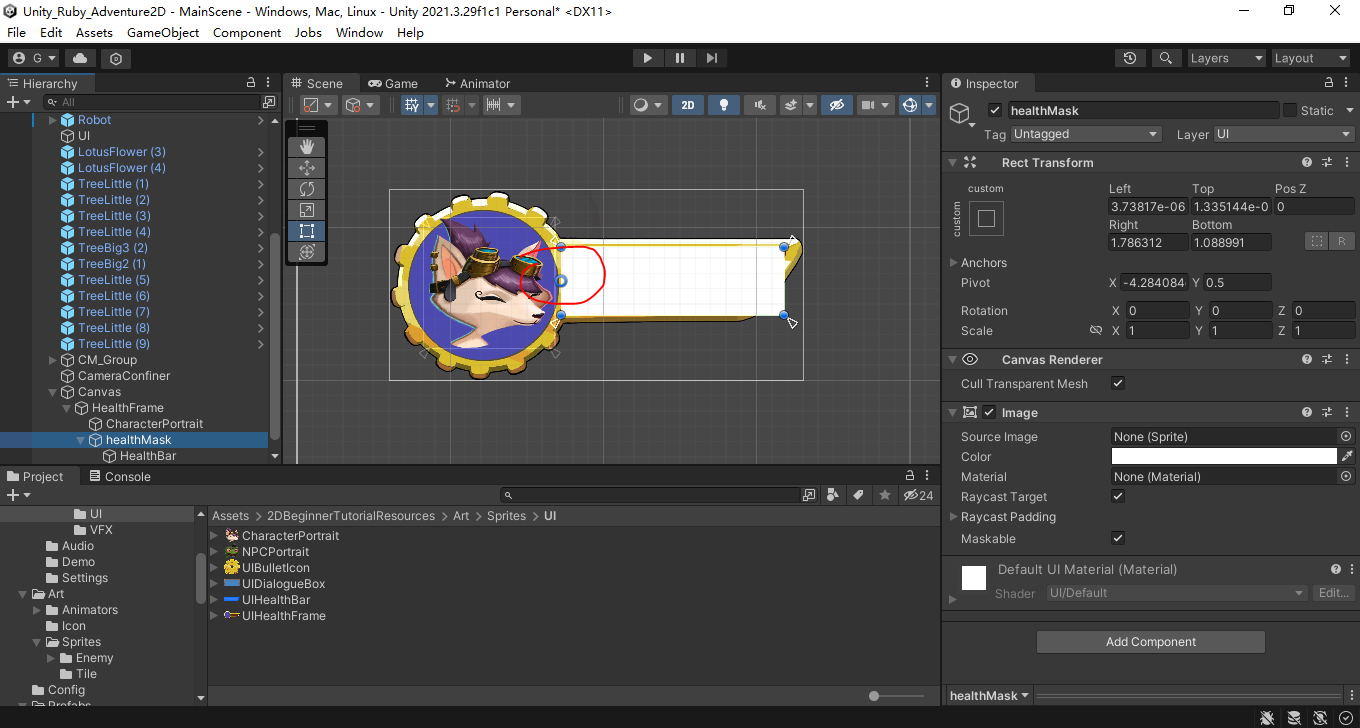 Unity_Ruby_Adventure2D - MainScene - Windows, Mac, Linux - Unity 2021.3.29f1c1 Personal* <DX11>
File Edit Assets GameObject Component Jobs Window Help
G Layers Layout
Hierarchy
All
Robot
UI
LotusFlower (3)
LotusFlower (4)
TreeLittle (1)
TreeLittle (2)
TreeLittle (3)
TreeLittle (4)
TreeBig3 (2)
TreeBig2 (1)
TreeLittle (5)
TreeLittle (6)
TreeLittle (7)
TreeLittle (8)
TreeLittle (9)
CM_Group
CameraConfiner
Canvas
HealthFrame
CharacterPortrait
healthMask
HealthBar
Scene Game Animator
2D
Inspector
healthMask Static
Tag Untagged Layer UI
Rect Transform
custom
custom
Left Top Pos Z
3.73817e-06 1.335144e-0 0
Right Bottom
1.786312 1.088991
R
Anchors
Pivot X -4.284084 Y 0.5
Rotation X 0 Y 0 Z 0
Scale X 1 Y 1 Z 1
Canvas Renderer
Cull Transparent Mesh
Image
Source Image None (Sprite)
Color
Material None (Material)
Raycast Target
Raycast Padding
Maskable
Default UI Material (Material)
Shader UI/Default Edit...
Add Component
healthMask
Project Console
24
UI
VFX
Audio
Demo
Settings
Art
Animators
Icon
Sprites
Enemy
Tile
Config
Prefabs
Assets > 2DBeginnerTutorialResources > Art > Sprites > UI
CharacterPortrait
NPCPortrait
UIBulletIcon
UIDialogueBox
UIHealthBar
UIHealthFrame